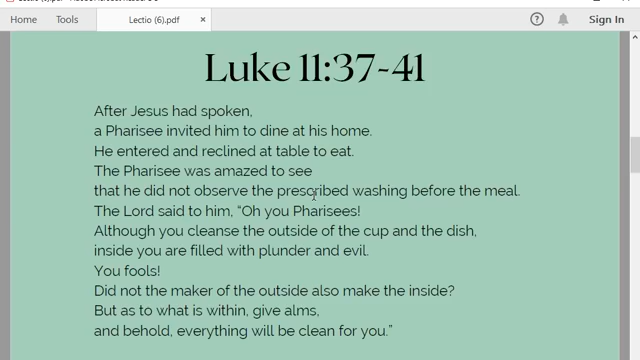 Home Tools Lectio (6).pdf × Sign In
Luke 11:37-41
After Jesus had spoken,
a Pharisee invited him to dine at his home.
He entered and reclined at table to eat.
The Pharisee was amazed to see
that he did not observe the prescribed washing before the meal.
The Lord said to him, “Oh you Pharisees!
Although you cleanse the outside of the cup and the dish,
inside you are filled with plunder and evil.
You fools!
Did not the maker of the outside also make the inside?
But as to what is within, give alms,
and behold, everything will be clean for you.”